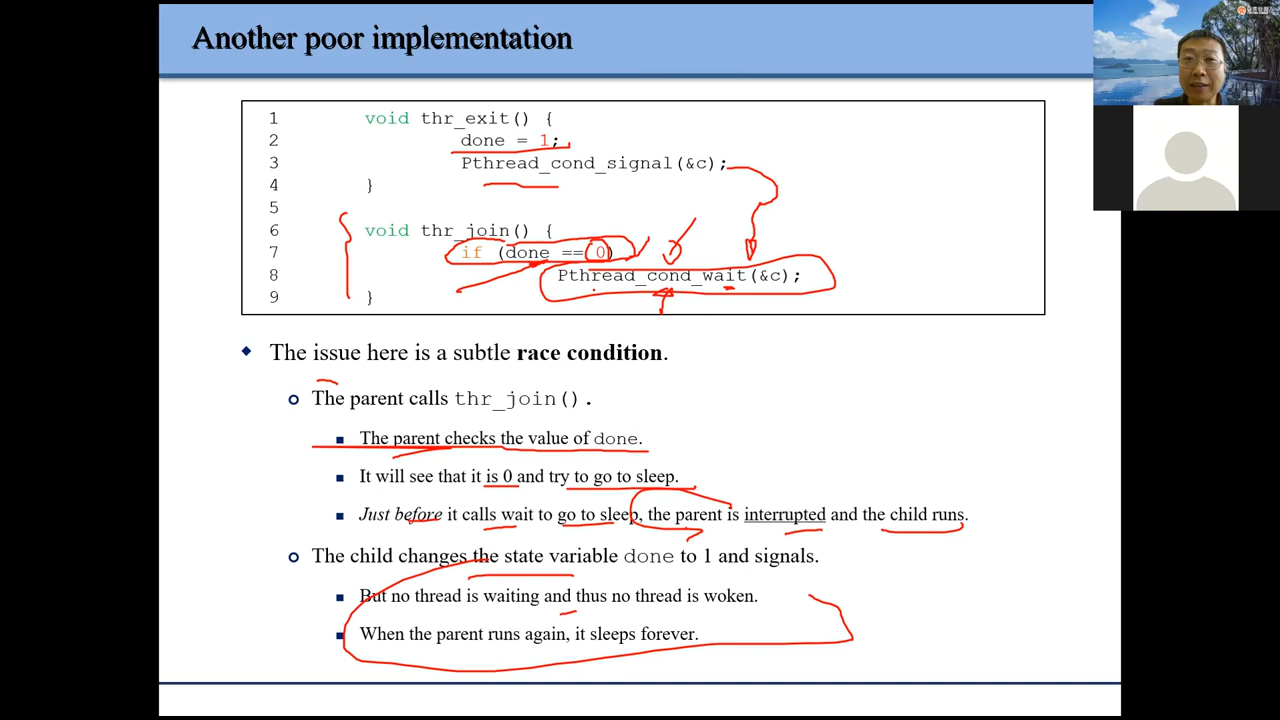 Another poor implementation
1 void thr_exit() {
2 done = 1;
3 Pthread_cond_signal(&c);
4 }
5
6 void thr_join() {
7 if (done == 0)
8 Pthread_cond_wait(&c);
9 }
The issue here is a subtle race condition.
The parent calls thr_join().
The parent checks the value of done.
It will see that it is 0 and try to go to sleep.
Just before it calls wait to go to sleep, the parent is interrupted and the child runs.
The child changes the state variable done to 1 and signals.
But no thread is waiting and thus no thread is woken.
When the parent runs again, it sleeps forever.